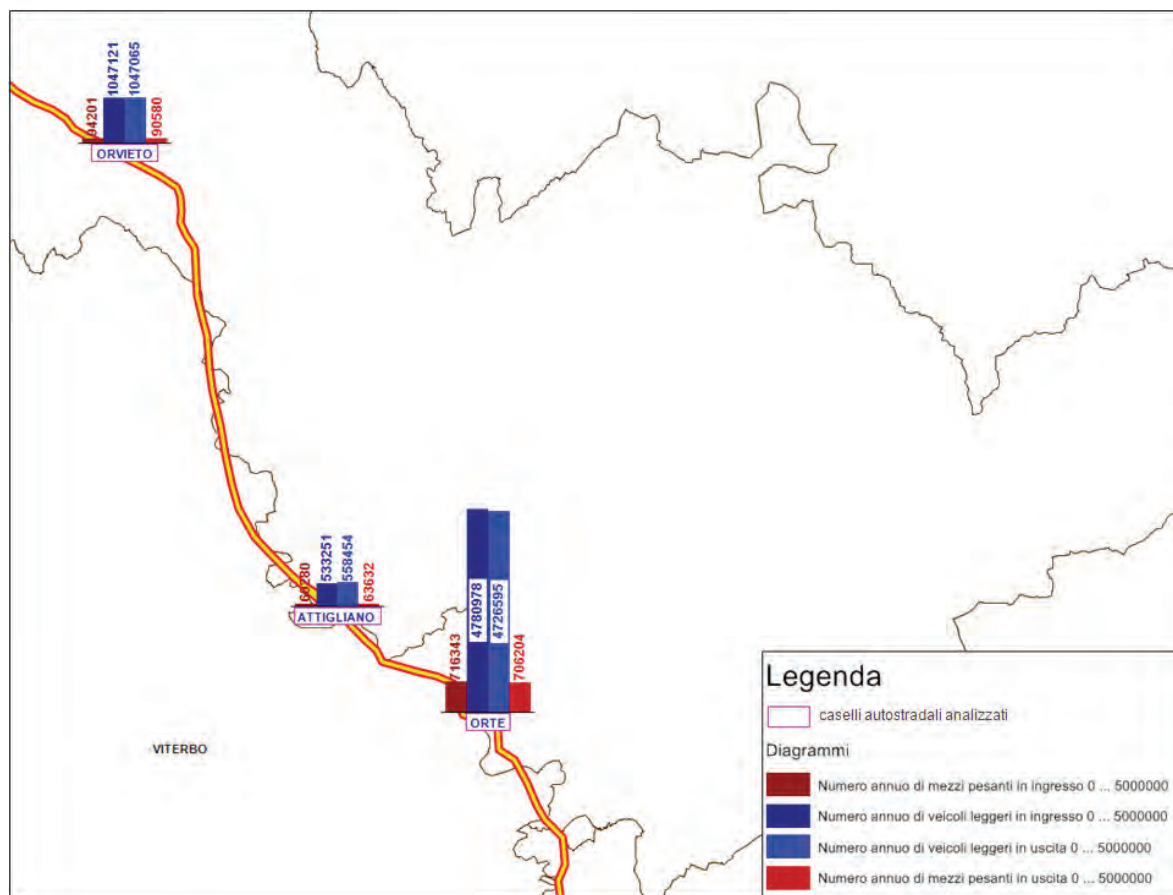 94201
1047121
1047065
90580
ORVIETO
533251
558454
63632
ATTIGLIANO
716343
4780978
4726595
706204
ORTE
VITERBO
Legenda
caselli autostradali analizzati
Diagrammi
Numero annuo di mezzi pesanti in ingresso 0 ... 5000000
Numero annuo di veicoli leggeri in ingresso 0 ... 5000000
Numero annuo di veicoli leggeri in uscita 0 ... 5000000
Numero annuo di mezzi pesanti in uscita 0 ... 5000000